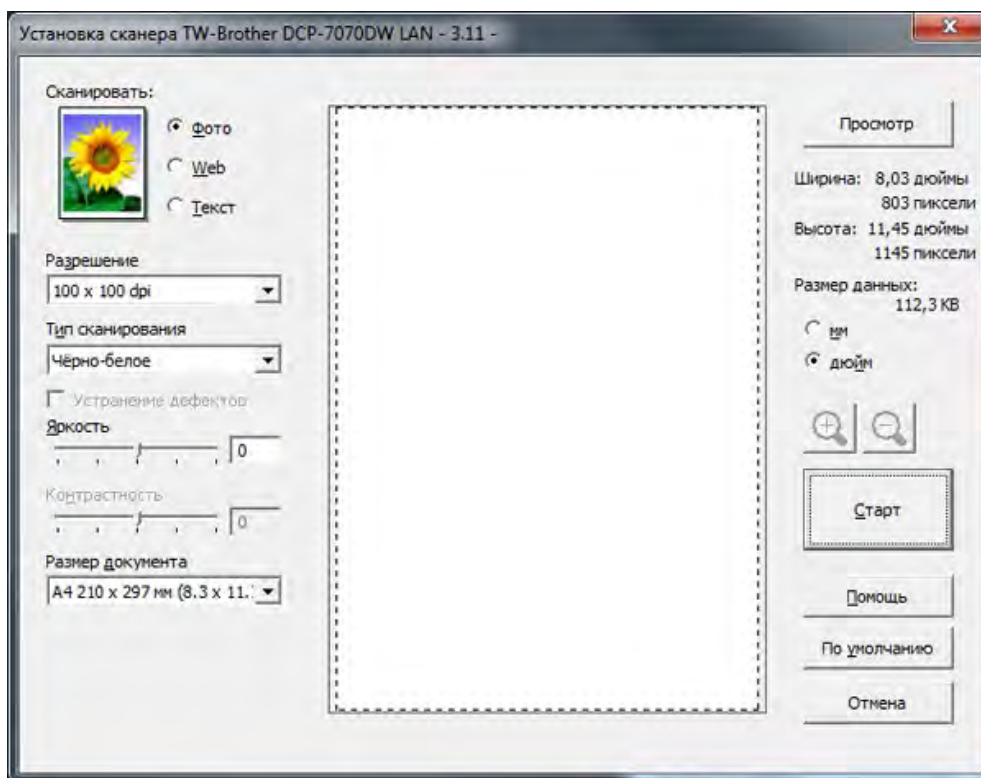 Установка сканера TW-Brother DCP-7070DW LAN - 3.11 -
Сканировать:
Фото
Web
Текст
Разрешение
100 x 100 dpi
Тип сканирования
Чёрно-белое
Устранение дефектов
Яркость
0
Контрастность
0
Размер документа
A4 210 x 297 мм (8.3 x 11.
Просмотр
Ширина: 8,03 дюймы
803 пиксели
Высота: 11,45 дюймы
1145 пиксели
Размер данных:
112,3 KB
мм
дюйм
Старт
Помощь
По умолчанию
Отмена